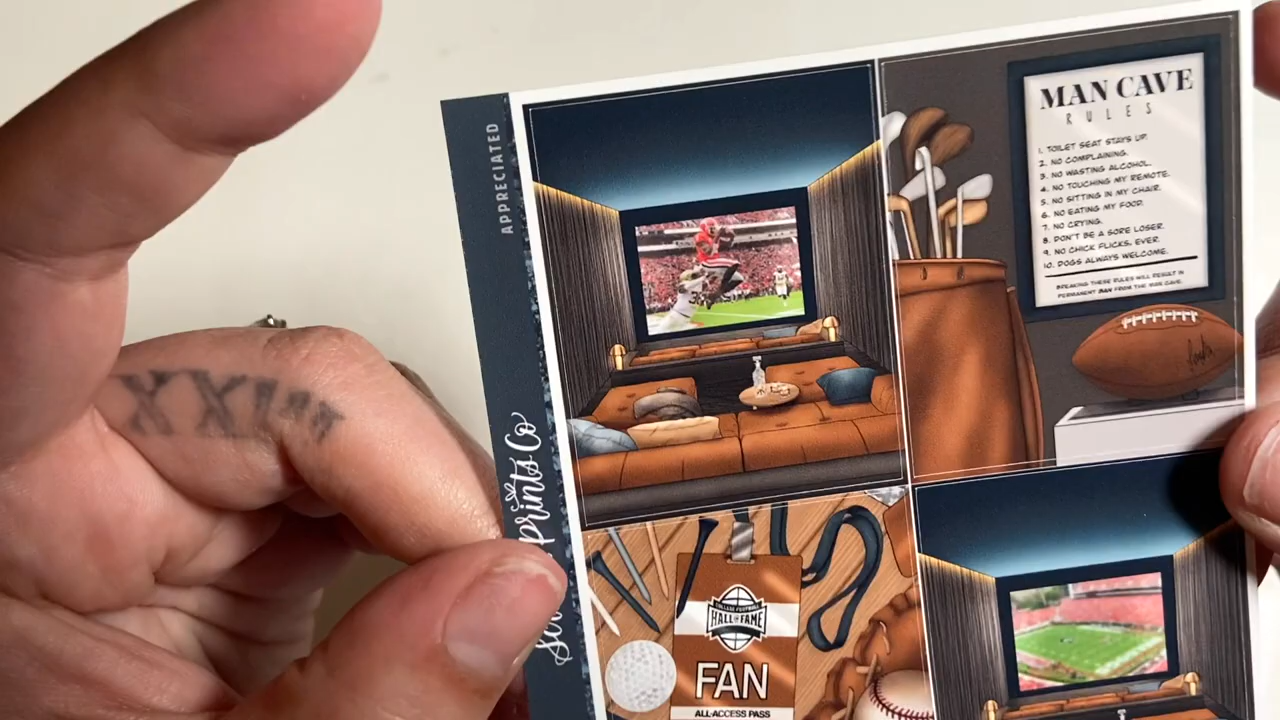 APPRECIATED
Prints Co
MAN CAVE
RULES
1. TOILET SEAT STAYS UP.
2. NO COMPLAINING.
3. NO WASTING ALCOHOL.
4. NO TOUCHING MY REMOTE.
5. NO SITTING IN MY CHAIR.
6. NO EATING MY FOOD.
7. NO CRYING.
8. DON'T BE A SORE LOSER.
9. NO CHICK FLICKS, EVER.
10. DOGS ALWAYS WELCOME.
BREAKING THESE RULES WILL RESULT IN
PERMANENT BAN FROM THE MAN CAVE.
COLLEGE FOOTBALL
HALL OF FAME
FAN
ALL-ACCESS PASS